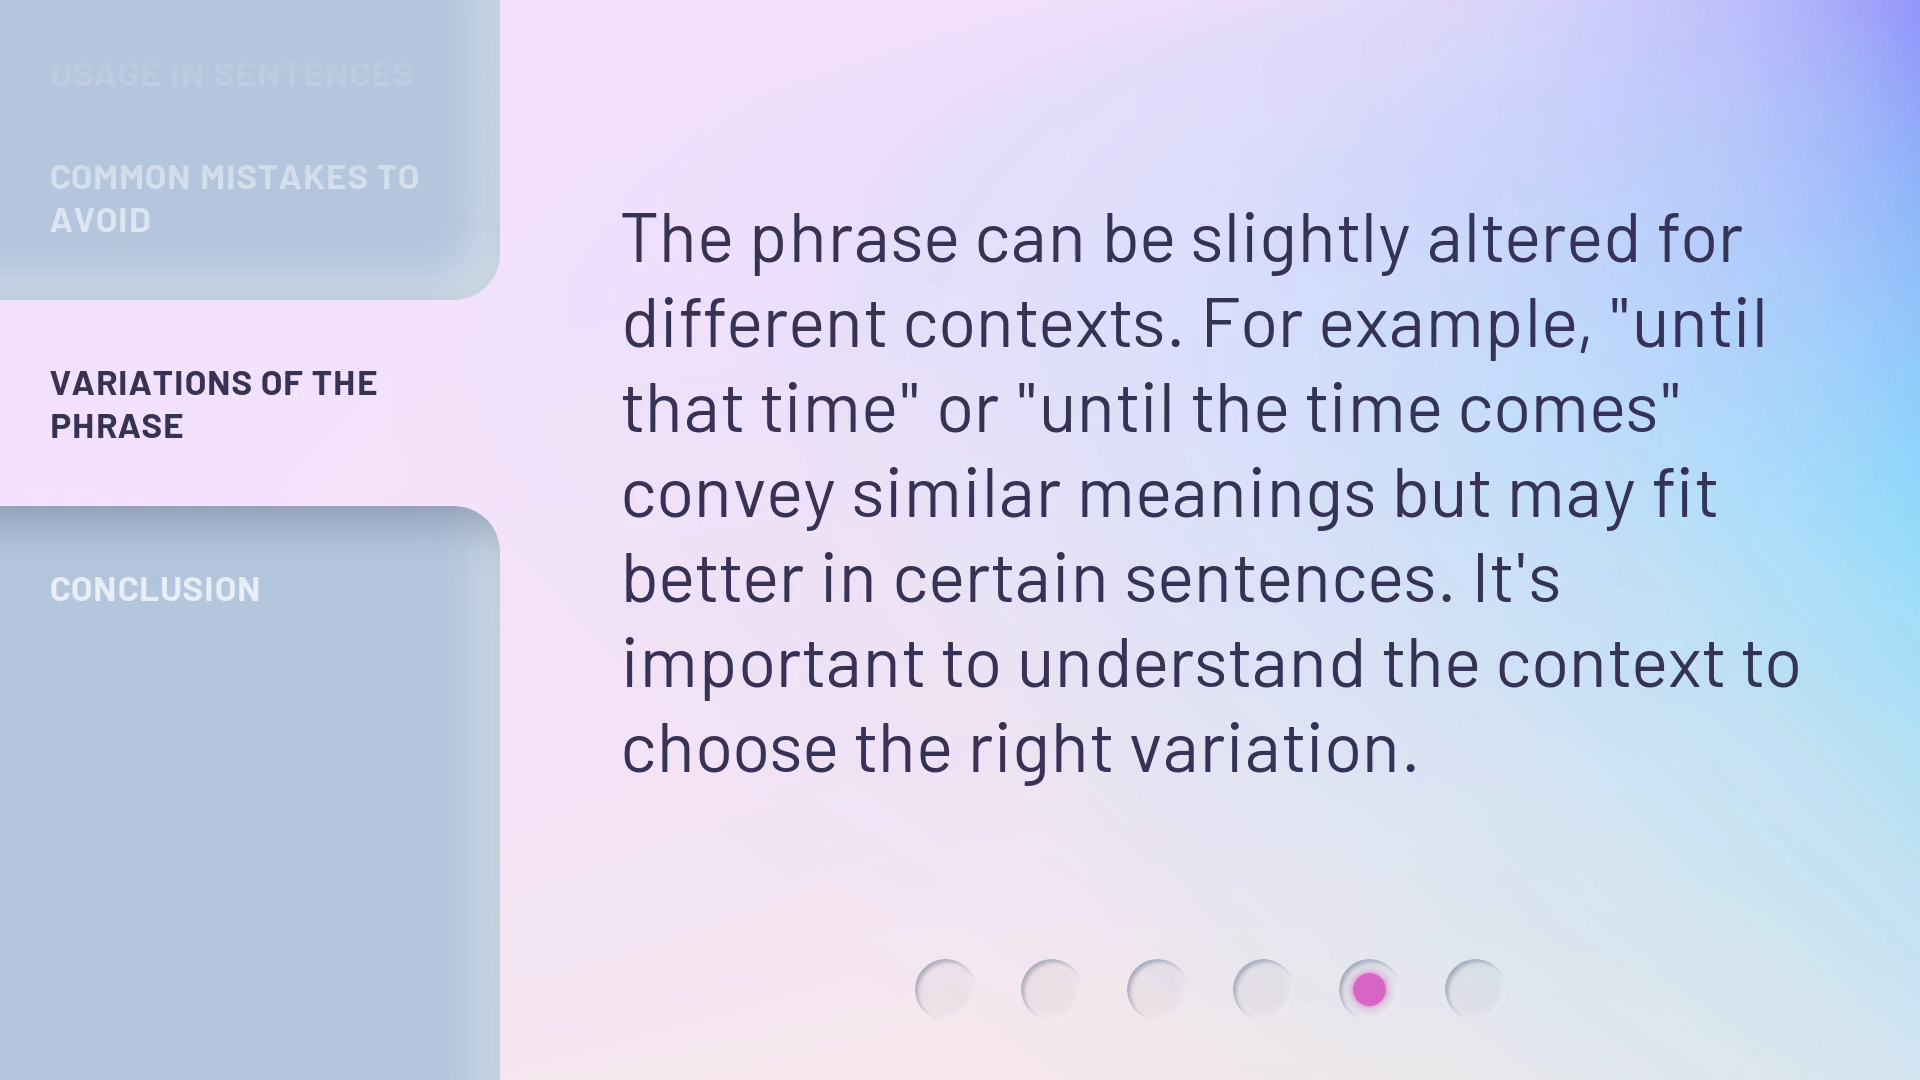 USAGE IN SENTENCES
COMMON MISTAKES TO
AVOID
VARIATIONS OF THE
PHRASE
CONCLUSION
The phrase can be slightly altered for
different contexts. For example, "until
that time" or "until the time comes"
convey similar meanings but may fit
better in certain sentences. It's
important to understand the context to
choose the right variation.